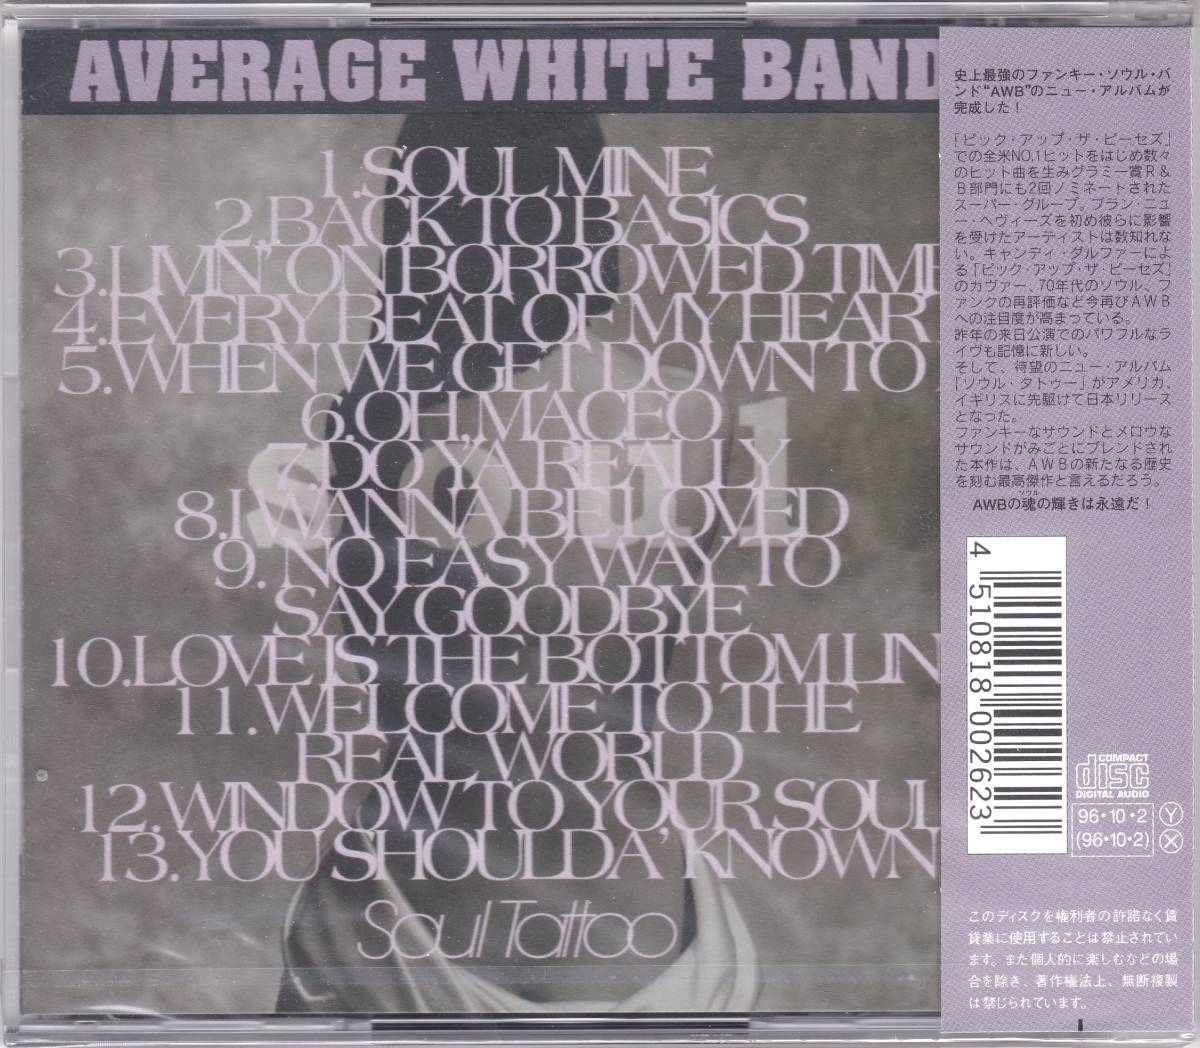 AVERAGE WHITE BAND
1.SOUL MINE
2.BACK TO BASICS
3.LIVIN' ON BORROWED TIME
4.EVERY BEAT OF MY HEART
5.WHEN WE GET DOWN TO
6.OH, MACEO
7.DO YA REALLY
8.I WANNA BE LOVED
9. NO EASY WAY TO
SAY GOODBYE
10.LOVE IS THE BOTTOM LIN
11.WELCOME TO THE
REAL WORLD
12.WINDOW TO YOUR SOUL
13.YOU SHOULDA' KNOWN
Soul Tattoo
soul
史上最強のファンキー・ソウル・バ
ンド“AWB”のニュー・アルバムが
完成した！
「ピック・アップ・ザ・ピーセズ」
での全米NO.1ヒットをはじめ数々
のヒット曲を生みグラミー賞R＆
B部門にも2回ノミネートされた
スーパー・グループ。ブラン・ニュ
ー・ヘヴィーズを初め彼らに影響
を受けたアーティストは数知れな
い。キャンディ・ダルファーによ
る「ピック・アップ・ザ・ピーセズ」
のカヴァー、70年代のソウル、フ
ァンクの再評価など今再びAWB
への注目度が高まっている。
昨年の来日公演でのパワフルなラ
イヴも記憶に新しい。
そして、待望のニュー・アルバム
「ソウル・タトゥー」がアメリカ、
イギリスに先駆けて日本リリース
となった。
ファンキーなサウンドとメロウな
サウンドがみごとにブレンドされ
た本作は、AWBの新たなる歴史
を刻む最高傑作と言えるだろう。
ソウル
AWBの魂の輝きは永遠だ！
4 510818 002623
COMPACT
disc
DIGITAL AUDIO
96・10・2 Ⓨ
(96・10・2) Ⓧ
このディスクを権利者の許諾なく賃
貸業に使用することは禁止されてい
ます。また個人的に楽しむなどの場
合を除き、著作権法上、無断複製
は禁じられています。